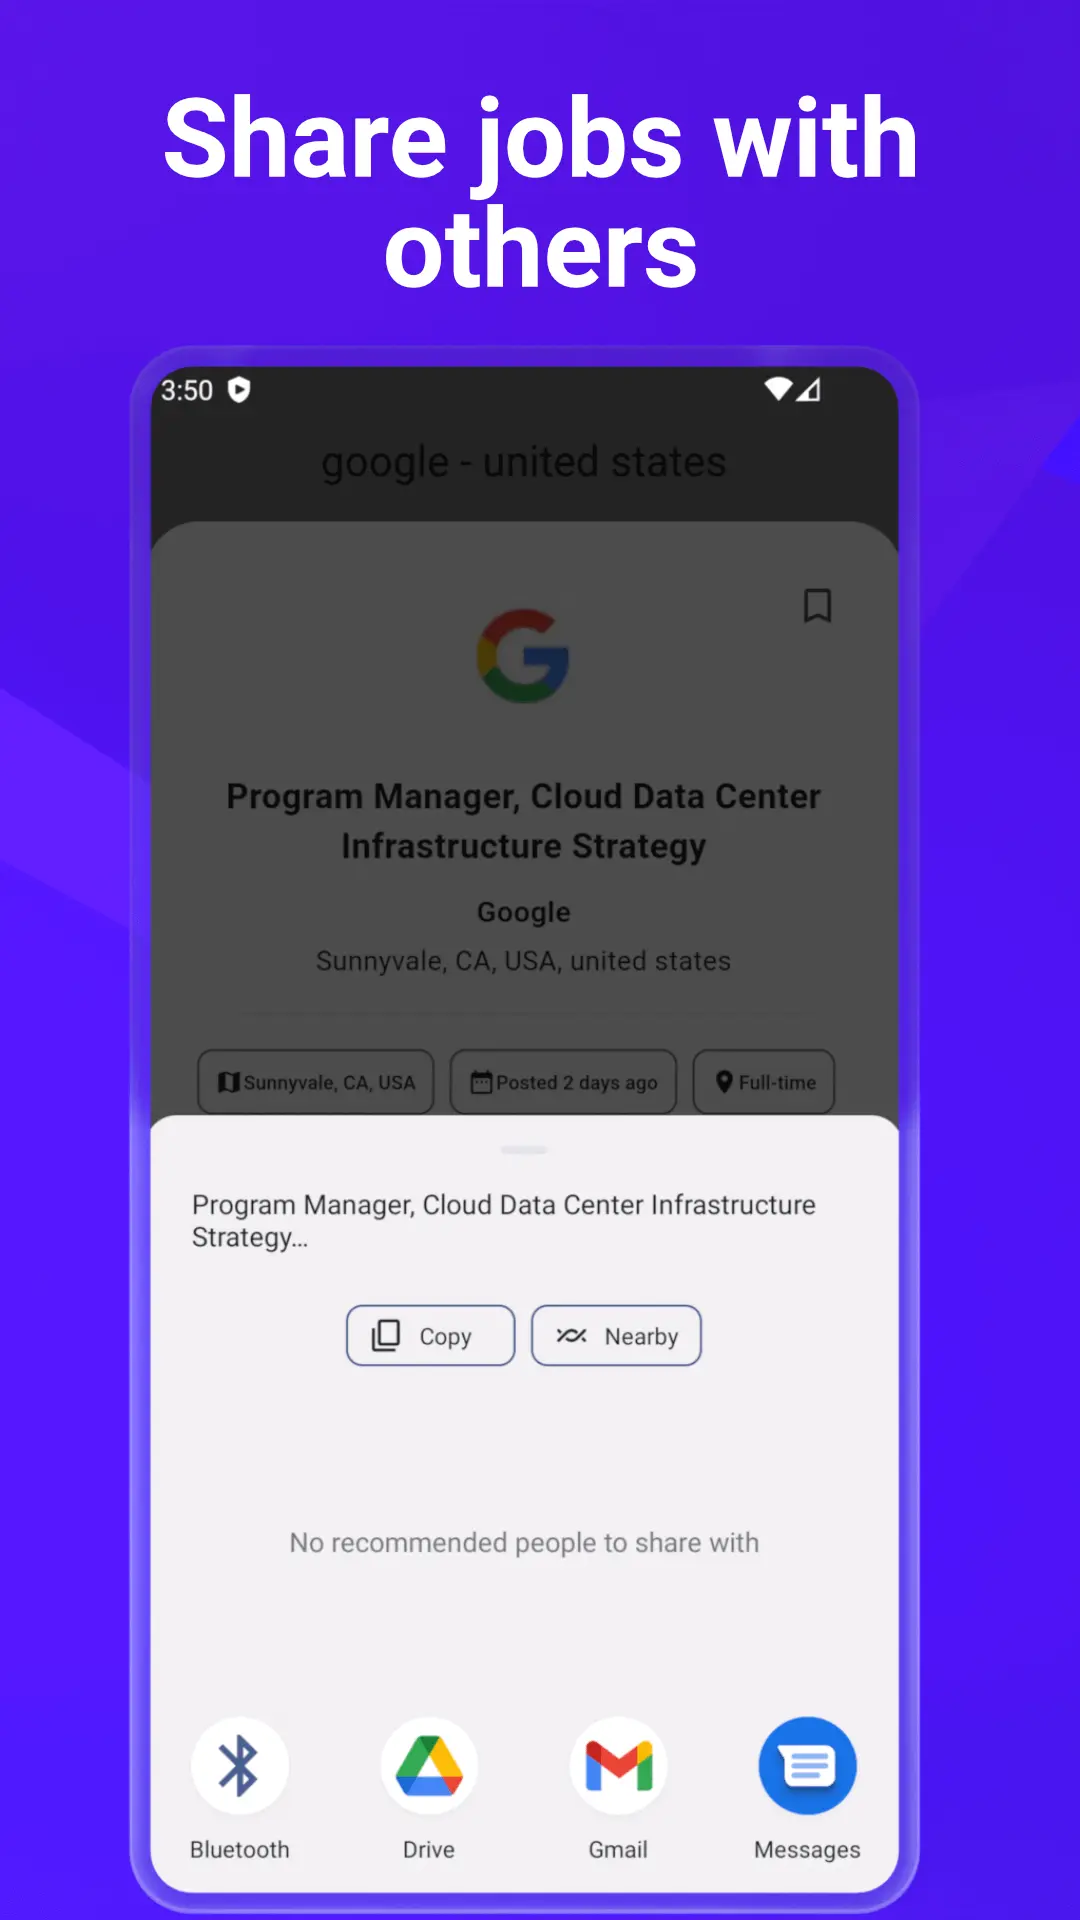 Share jobs with
others
3:50
google - united states
Program Manager, Cloud Data Center
Infrastructure Strategy
Google
Sunnyvale, CA, USA, united states
Sunnyvale, CA, USA
Posted 2 days ago
Full-time
Program Manager, Cloud Data Center Infrastructure
Strategy...
Copy
Nearby
No recommended people to share with
Bluetooth
Drive
Gmail
Messages